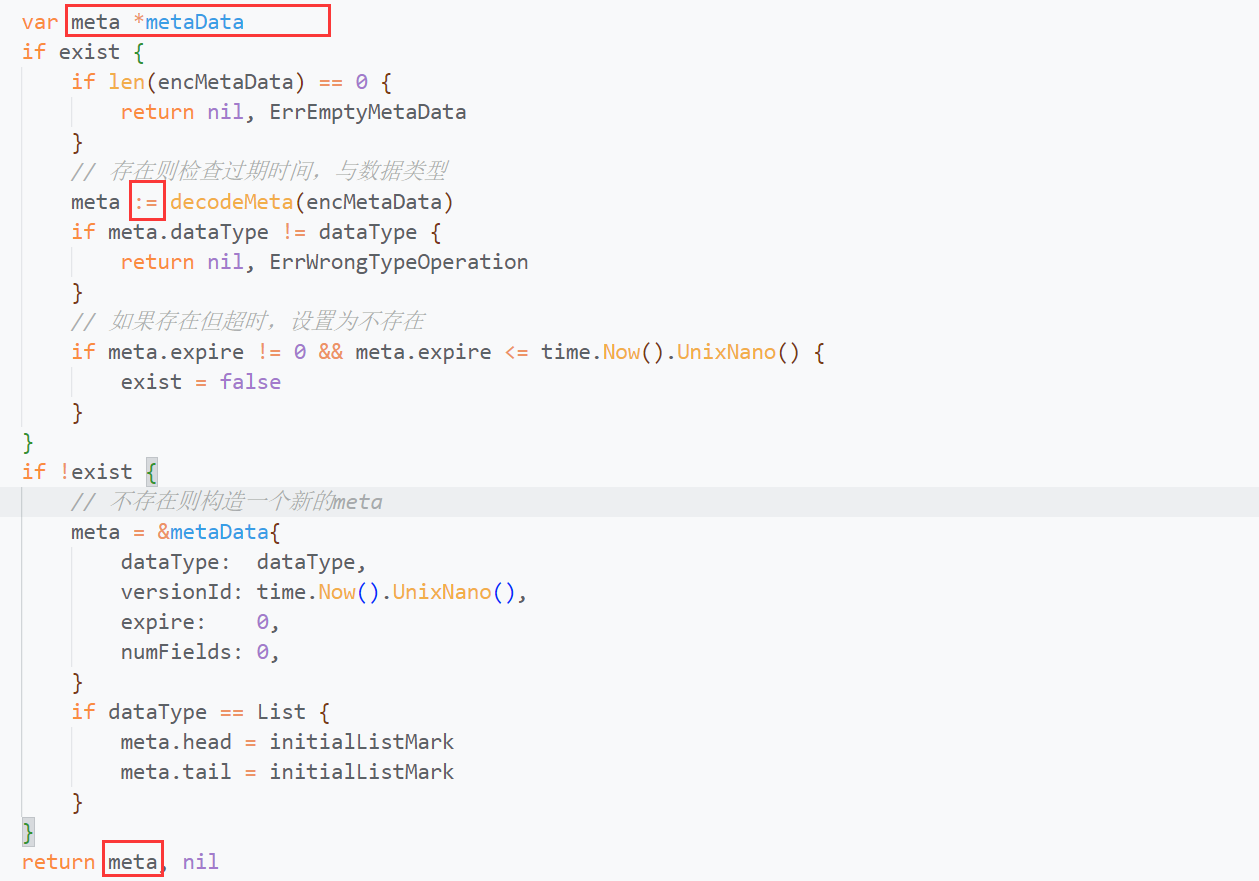 var meta *metaData
if exist {
    if len(encMetaData) == 0 {
        return nil, ErrEmptyMetaData
    }
    // 存在则检查过期时间，与数据类型
    meta := decodeMeta(encMetaData)
    if meta.dataType != dataType {
        return nil, ErrWrongTypeOperation
    }
    // 如果存在但超时，设置为不存在
    if meta.expire != 0 && meta.expire <= time.Now().UnixNano() {
        exist = false
    }
}
if !exist {
    // 不存在则构造一个新的meta
    meta = &metaData{
        dataType:  dataType,
        versionId: time.Now().UnixNano(),
        expire:    0,
        numFields: 0,
    }
    if dataType == List {
        meta.head = initialListMark
        meta.tail = initialListMark
    }
}
return meta, nil